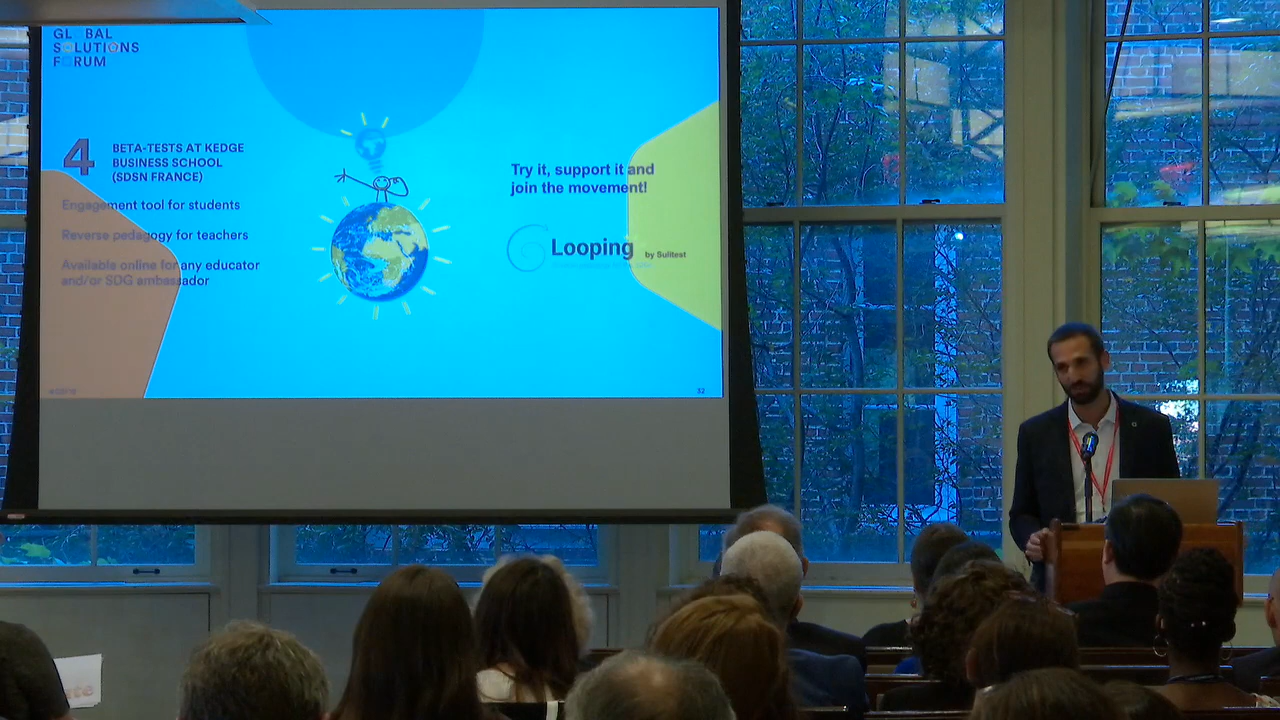 GLOBAL
SOLUTIONS
FORUM
4
BETA-TESTS AT KEDGE
BUSINESS SCHOOL
(SDSN FRANCE)
Engagement tool for students
Reverse pedagogy for teachers
Available online for any educator
and/or SDG ambassador
Try it, support it and
join the movement!
Looping by Sulitest
32